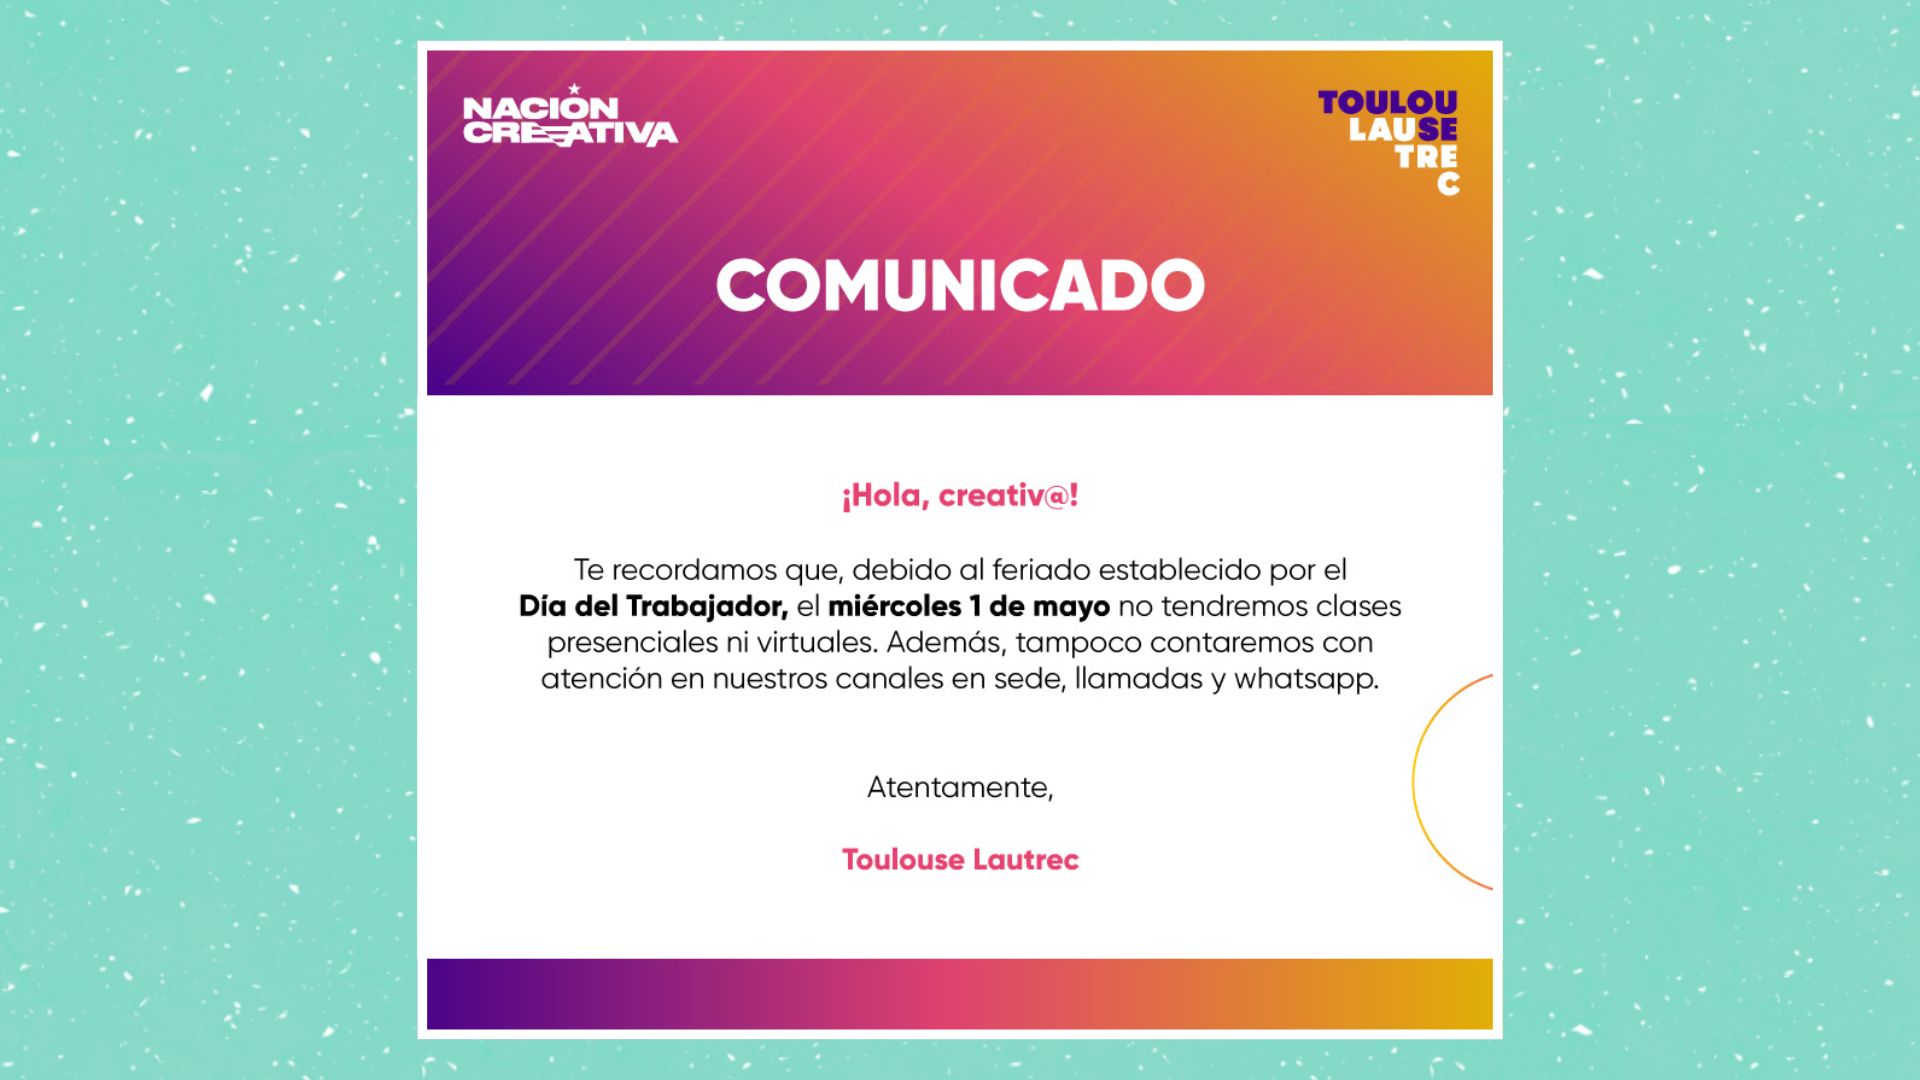 NACIÓN
CREATIVA
TOULOU
LAUSE
TRE
C
COMUNICADO
¡Hola, creativ@!
Te recordamos que, debido al feriado establecido por el
Día del Trabajador, el miércoles 1 de mayo no tendremos clases
presenciales ni virtuales. Además, tampoco contaremos con
atención en nuestros canales en sede, llamadas y whatsapp.
Atentamente,
Toulouse Lautrec